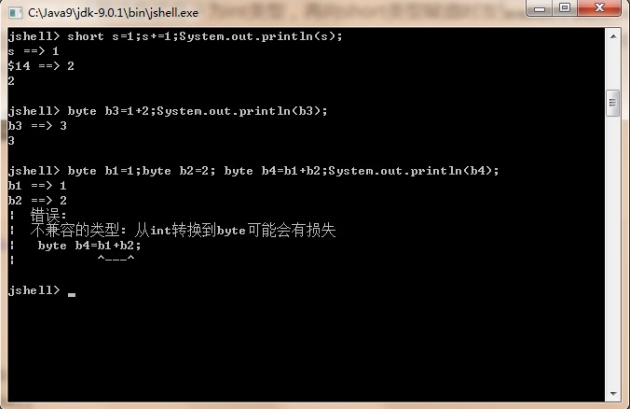 C:\Java9\jdk-9.0.1\bin\jshell.exe
jshell> short s=1;s+=1;System.out.println(s);
s ==> 1
$14 ==> 2
2
jshell> byte b3=1+2;System.out.println(b3);
b3 ==> 3
3
jshell> byte b1=1;byte b2=2; byte b4=b1+b2;System.out.println(b4);
b1 ==> 1
b2 ==> 2
|  错误:
|  不兼容的类型: 从int转换到byte可能会有损失
|   byte b4=b1+b2;
|           ^---^
jshell> _